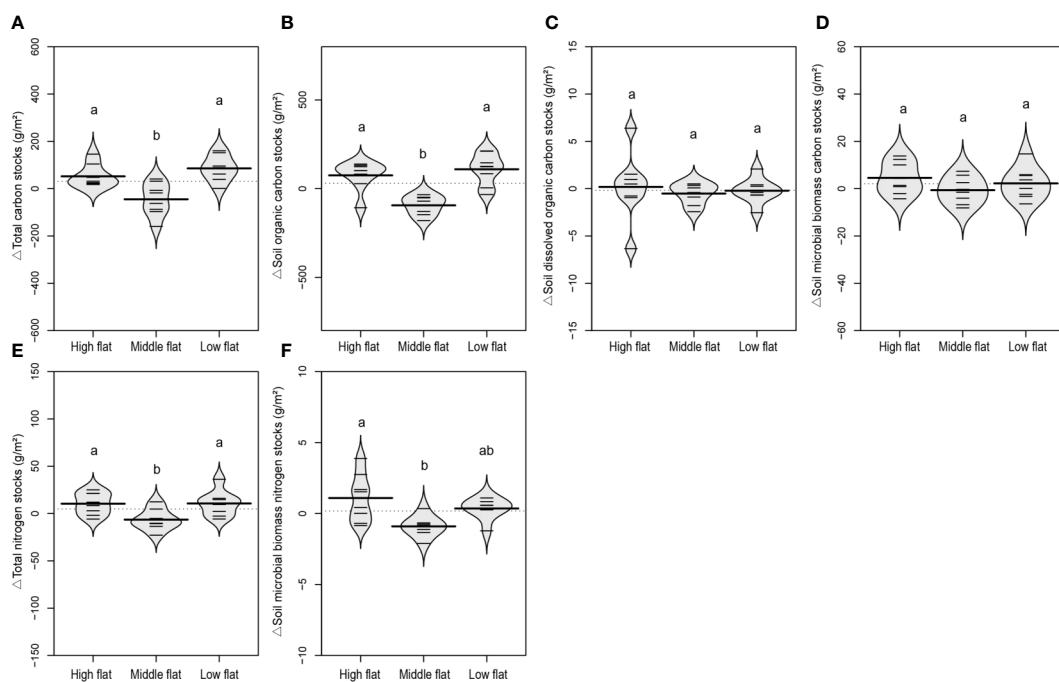 A
△Total carbon stocks (g/m²)
600
400
200
0
−200
−400
−600
a
b
a
High flat
Middle flat
Low flat
B
△Soil organic carbon stocks (g/m²)
500
0
−500
a
b
a
High flat
Middle flat
Low flat
C
△Soil dissolved organic carbon stocks (g/m²)
15
10
5
0
−5
−10
−15
a
a
a
High flat
Middle flat
Low flat
D
△Soil microbial biomass carbon stocks (g/m²)
60
40
20
0
−20
−40
−60
a
a
a
High flat
Middle flat
Low flat
E
△Total nitrogen stocks (g/m²)
150
100
50
0
−50
−100
−150
a
b
a
High flat
Middle flat
Low flat
F
△Soil microbial biomass nitrogen stocks (g/m²)
10
5
0
−5
−10
a
b
ab
High flat
Middle flat
Low flat